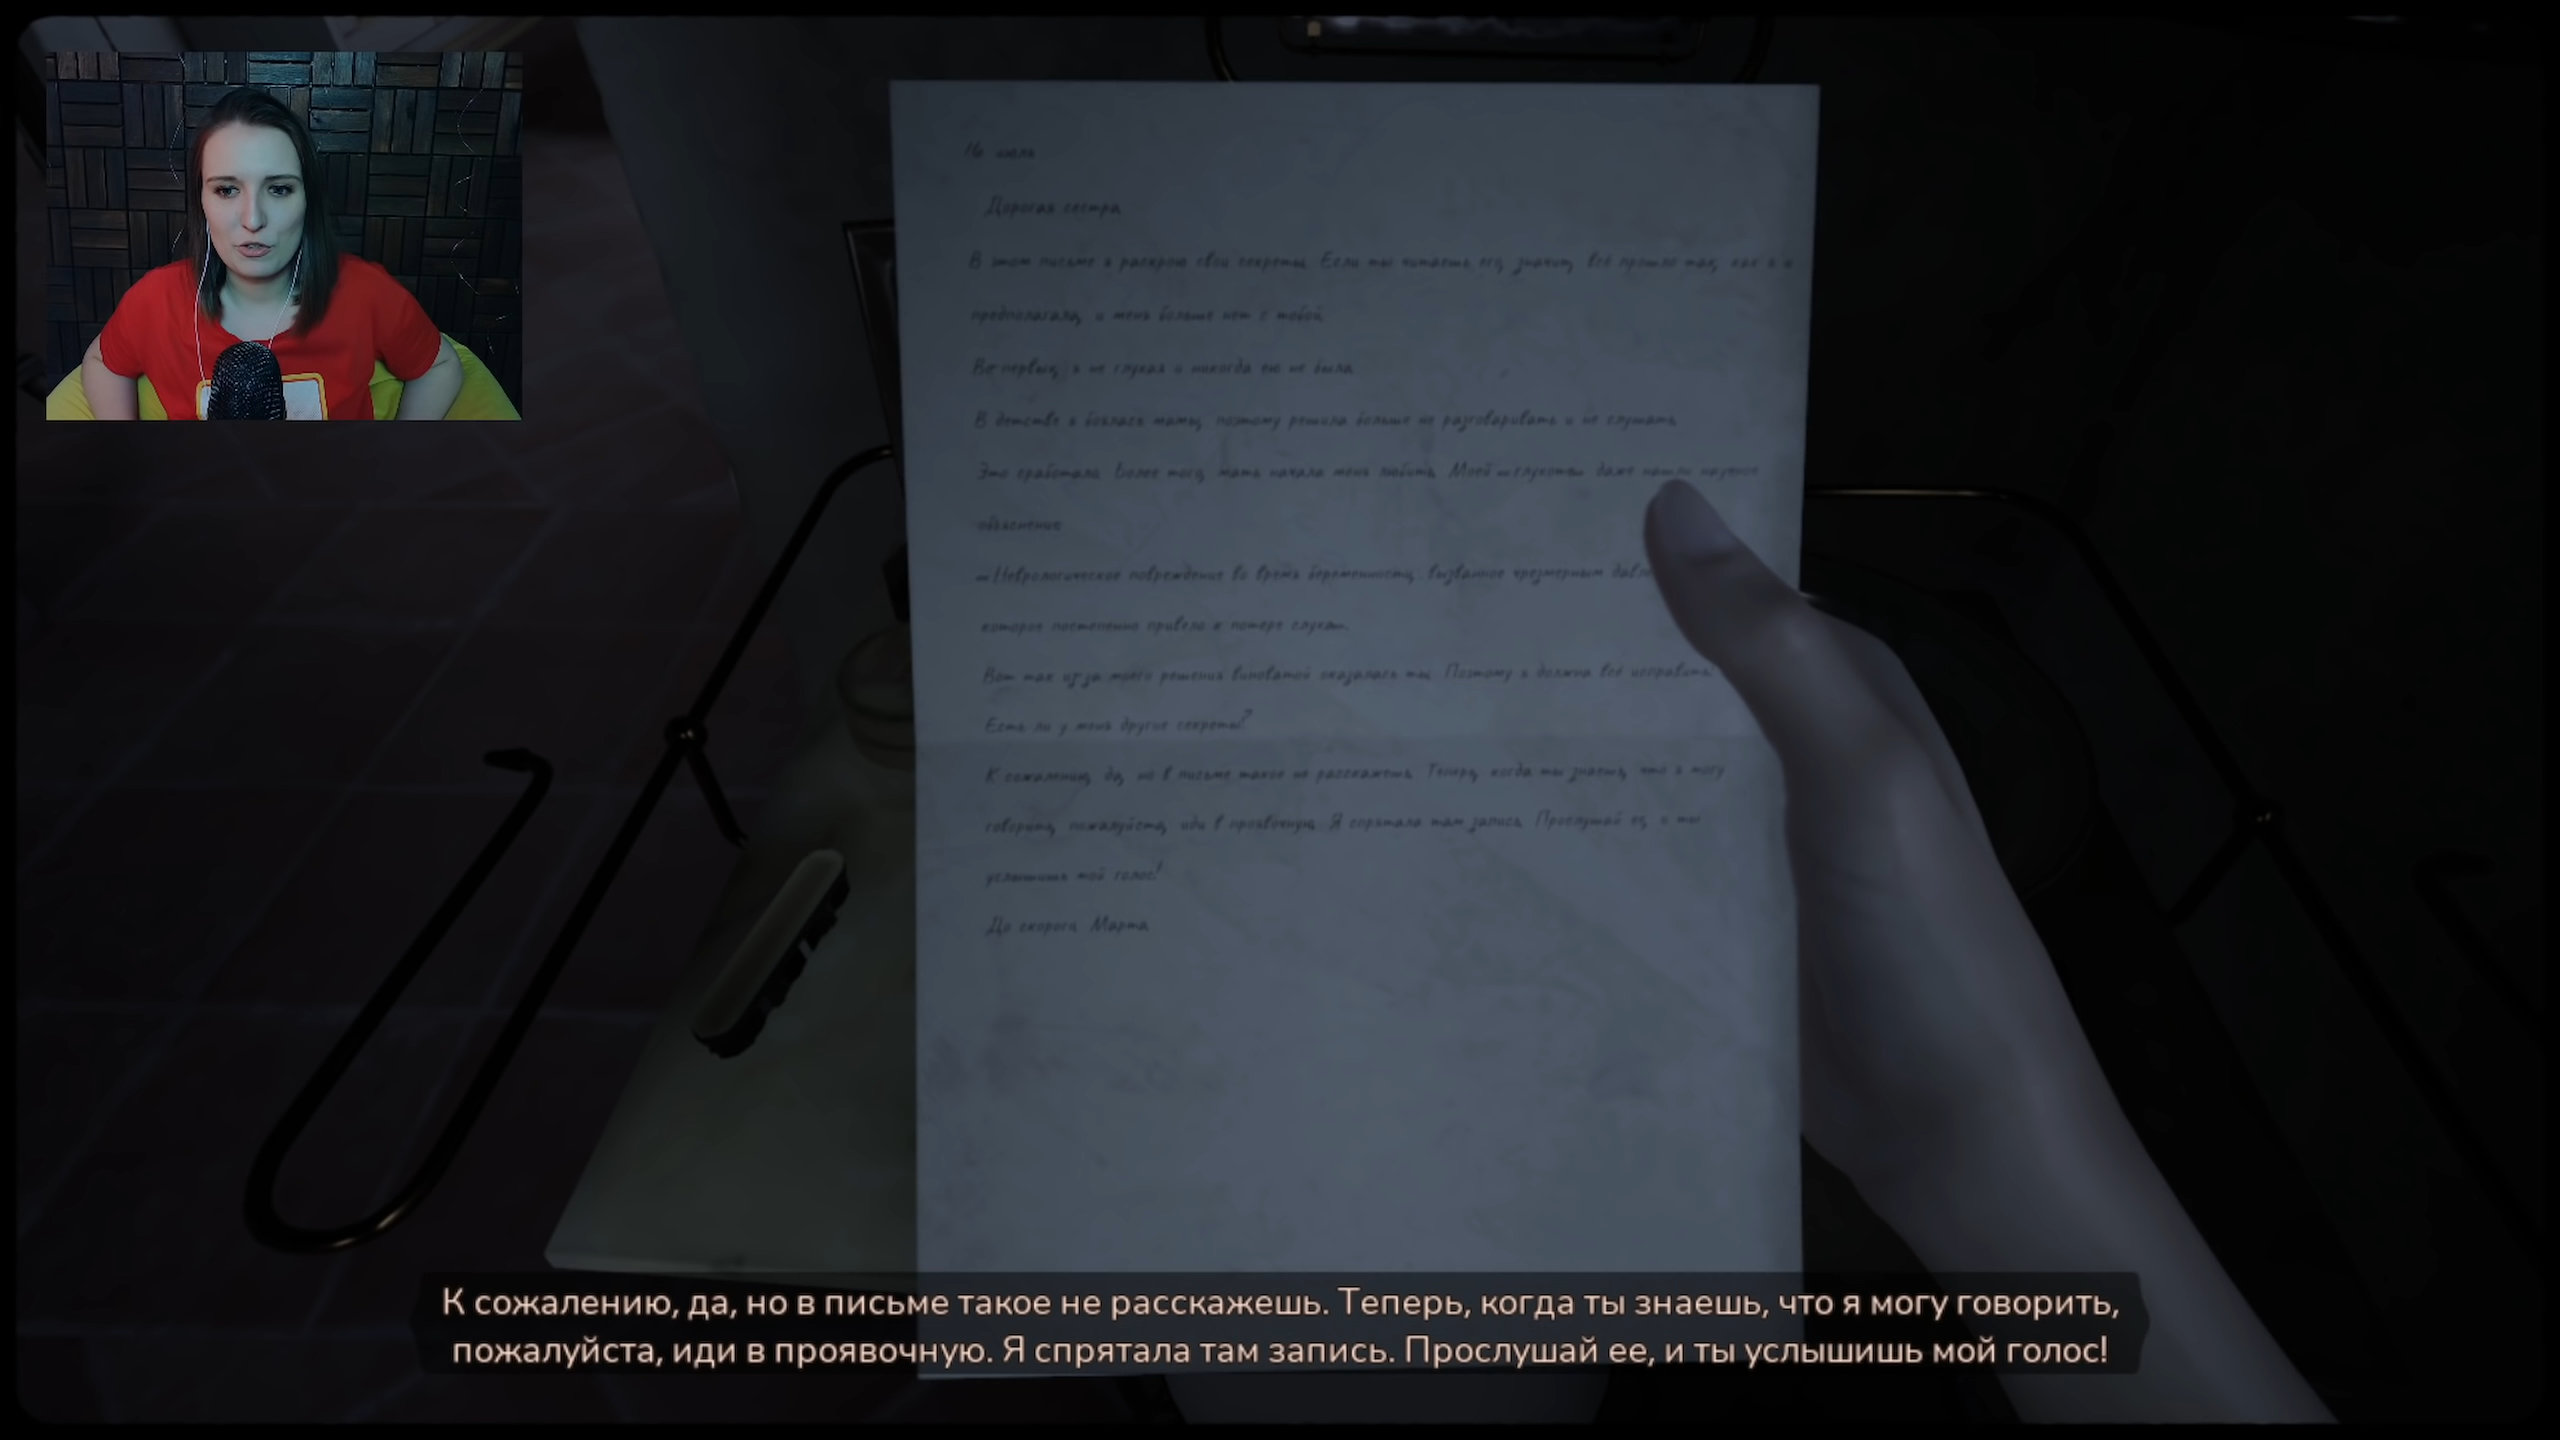 16 июля
Дорогая сестра
В этом письме я раскрою свои секреты. Если ты читаешь его, значит, всё прошло так, как я и
предполагала, и меня больше нет с тобой.
Во-первых, я не глухая и никогда ею не была.
В детстве я боялась мамы, поэтому решила больше не разговаривать и не слушать.
Это сработало. Более того, мать начала меня любить. Моей «глухоте» даже нашли научное
объяснение
«Неврологическое повреждение во время беременности, вызванное чрезмерным
которое постепенно привело к потере слуха».
Вот так из-за моего решения виноватой оказалась ты. Поэтому я должна всё исправить!
Есть ли у меня другие секреты?
К сожалению, да, но в письме такое не расскажешь. Теперь, когда ты знаешь, что я могу
говорить, пожалуйста, иди в проявочную. Я спрятала там запись. Прослушай ее, и ты
услышишь мой голос!
До скорого. Марта
К сожалению, да, но в письме такое не расскажешь. Теперь, когда ты знаешь, что я могу говорить,
пожалуйста, иди в проявочную. Я спрятала там запись. Прослушай ее, и ты услышишь мой голос!